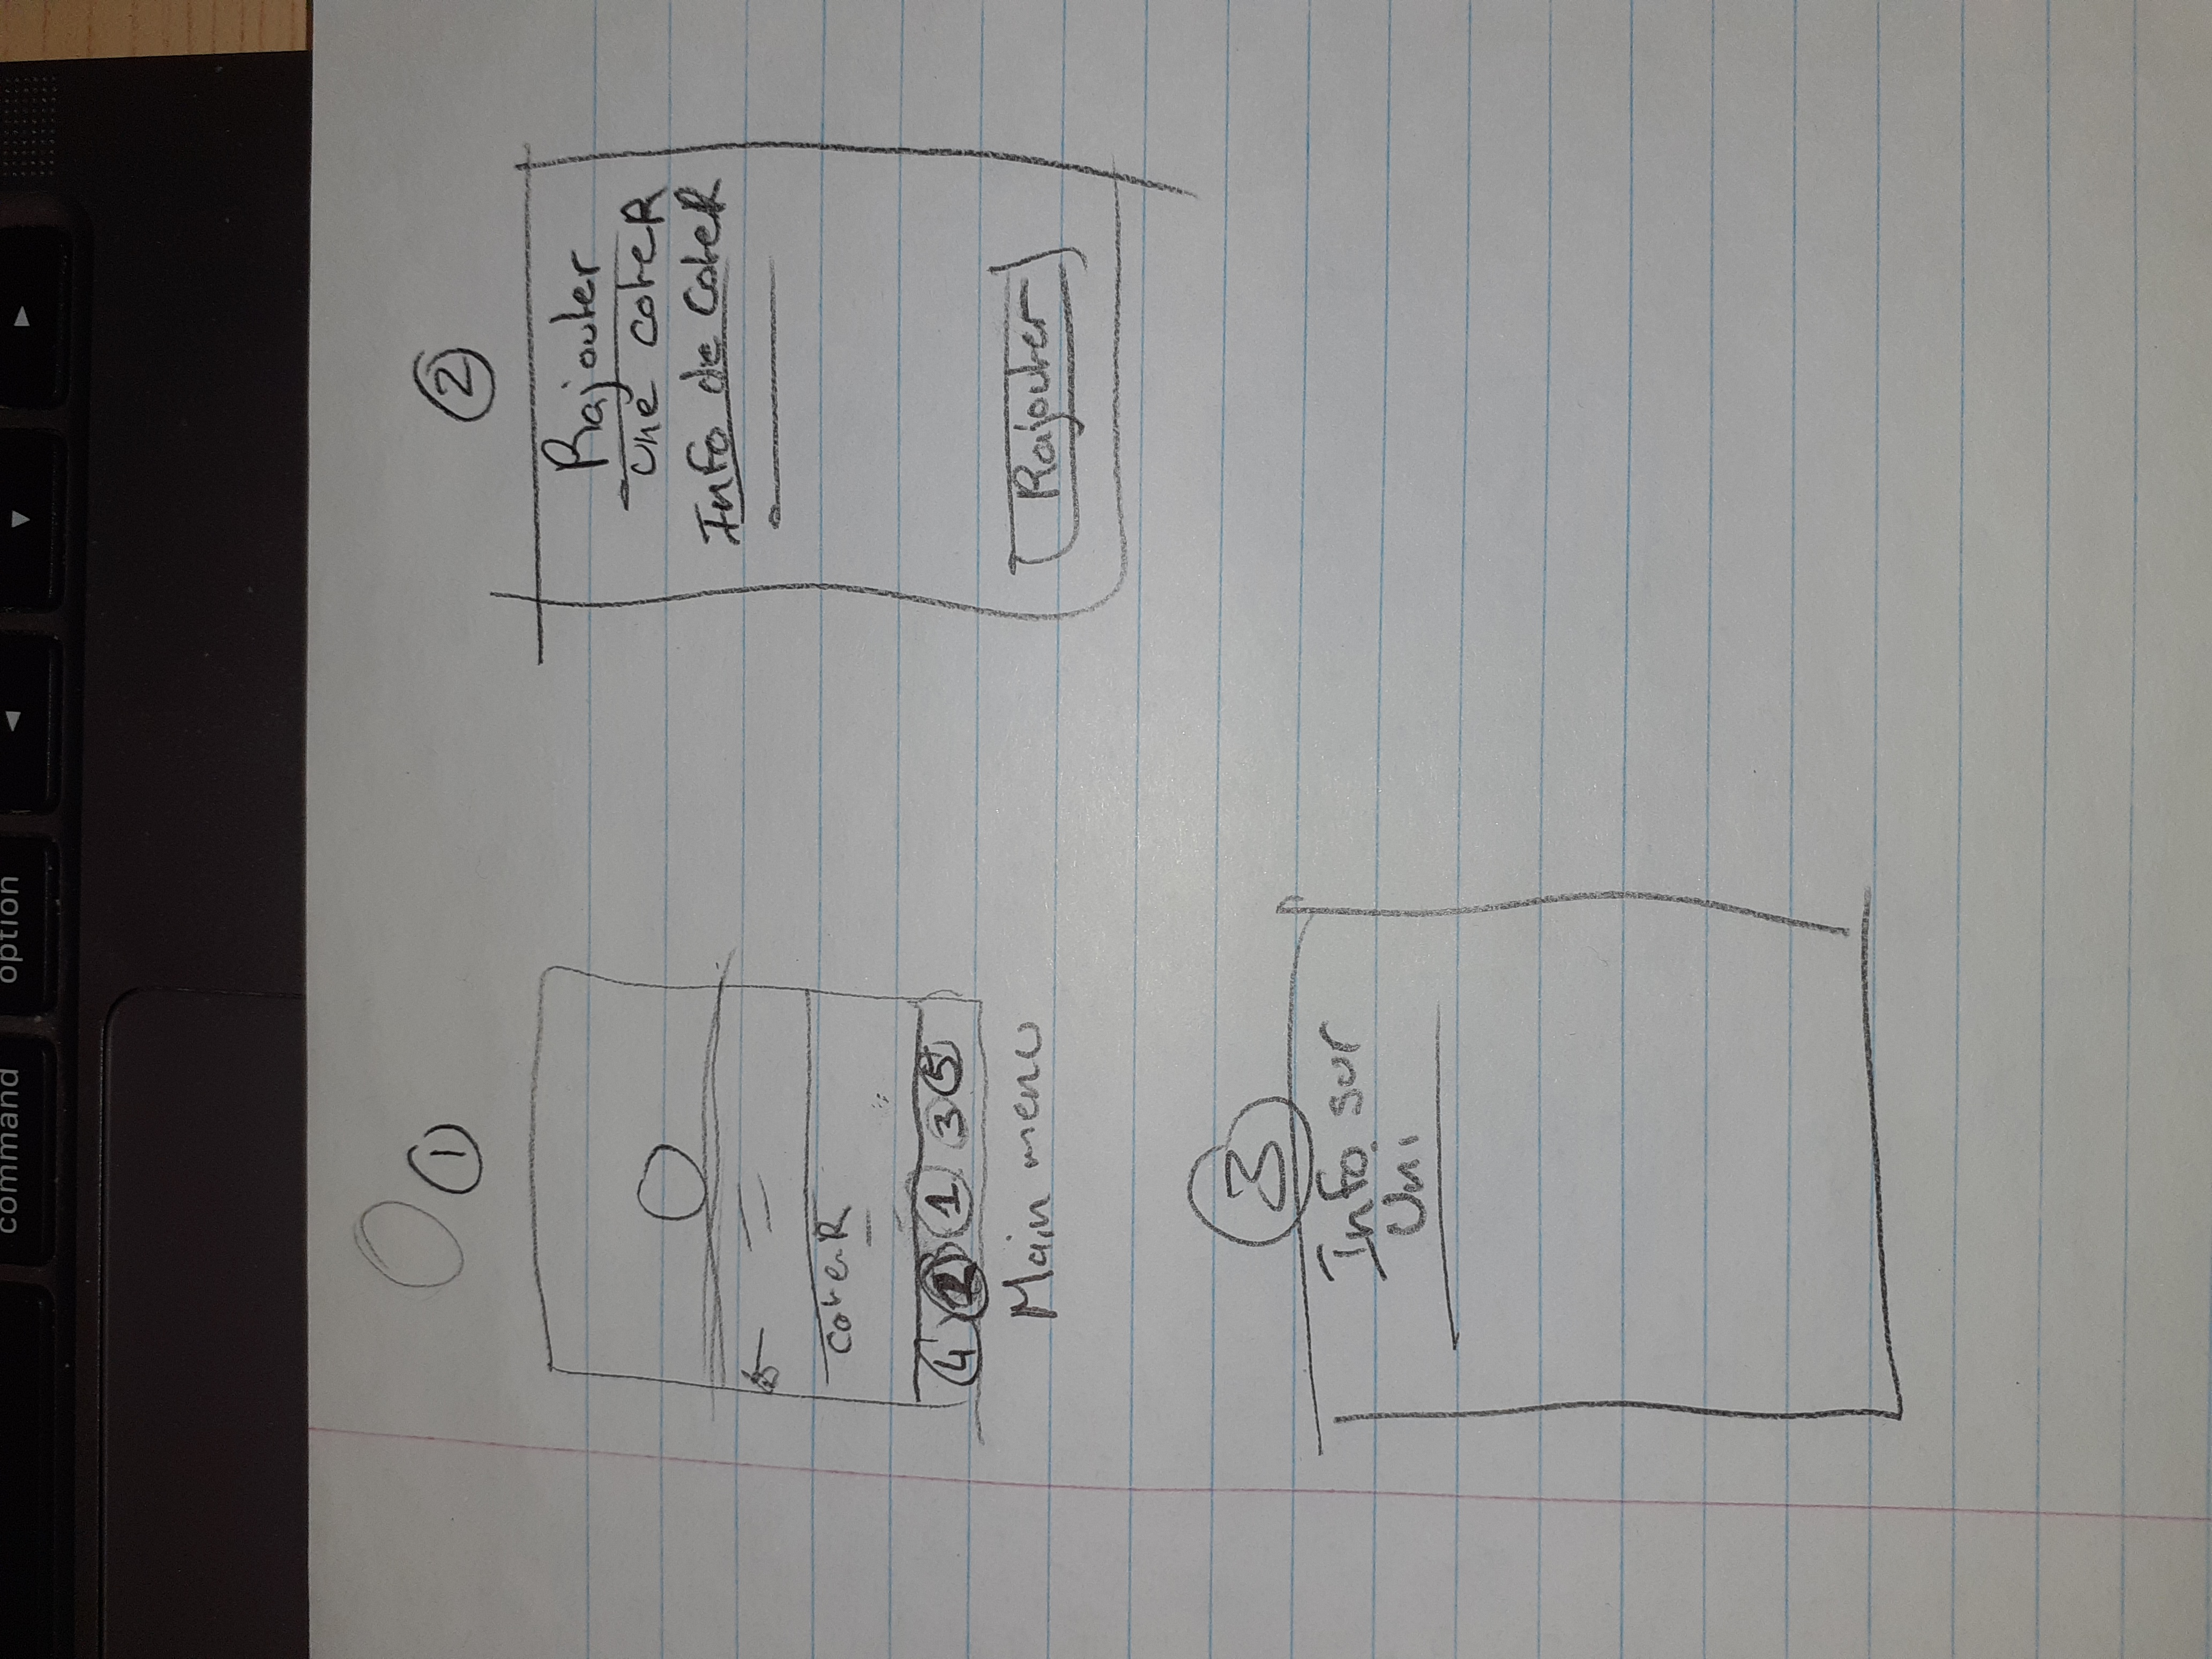 command option ◀ ▼ ▶
1
2
Rajouter
une coteR
Info de CoteR
coteR
4 2 1 3 5
Main menu
Rajouter
3
Info sur
Uni